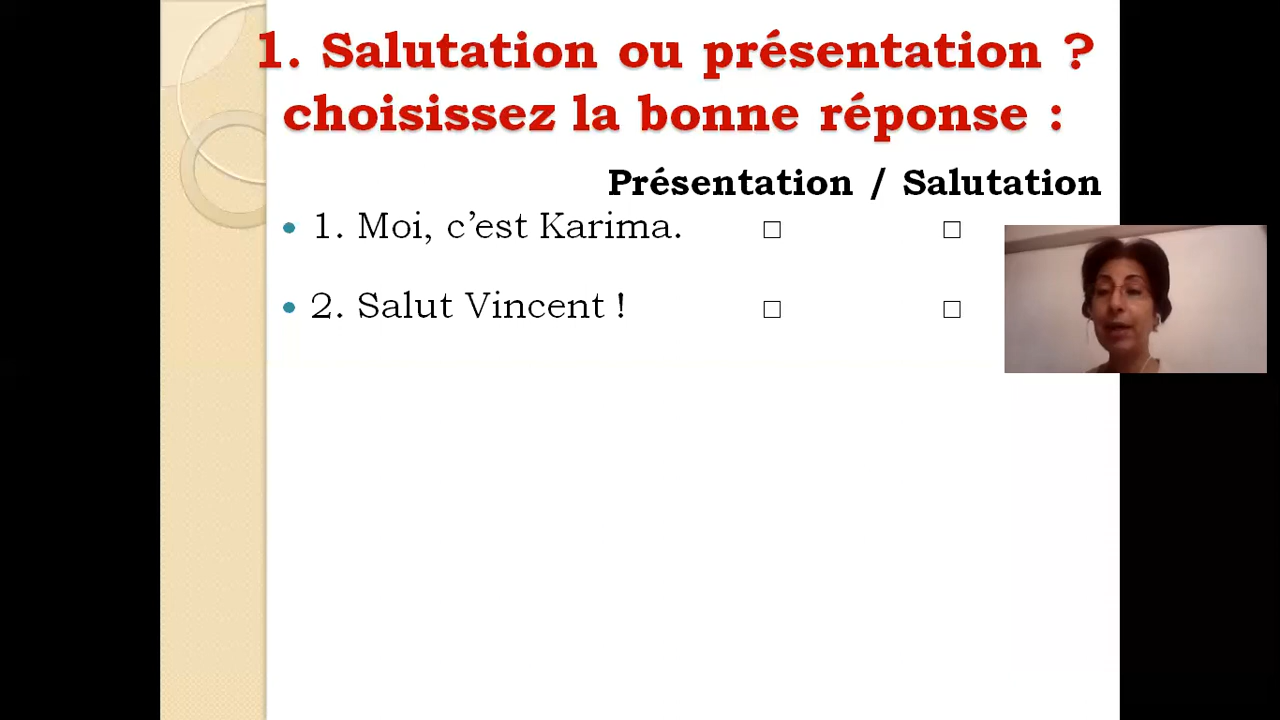 1. Salutation ou présentation ?
choisissez la bonne réponse :
Présentation / Salutation
• 1. Moi, c’est Karima. □ □
• 2. Salut Vincent ! □ □